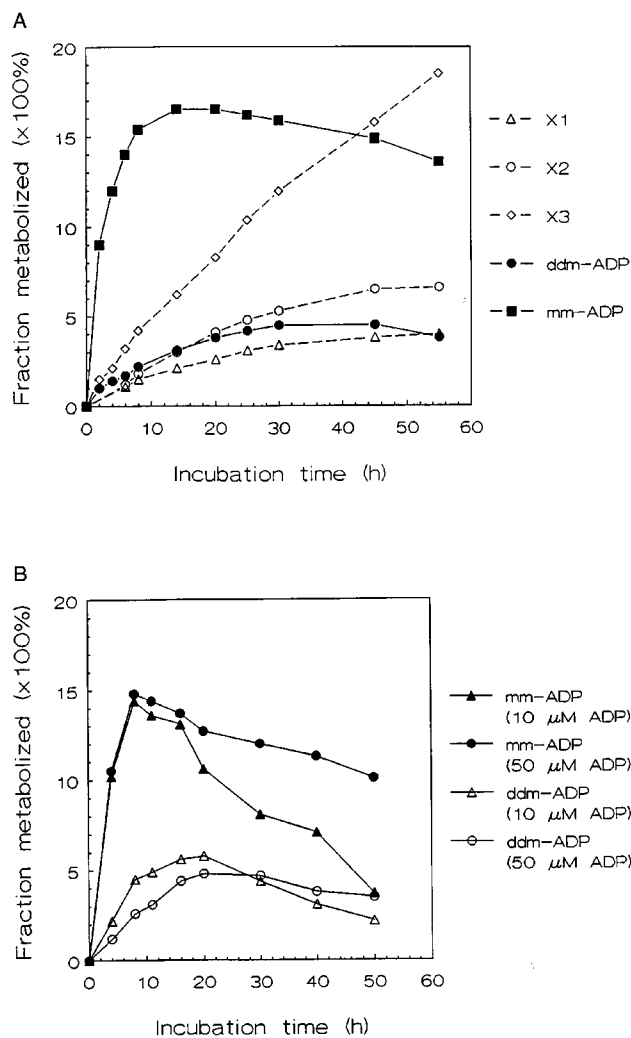 A
Fraction metabolized (x100%)
20
15
10
5
0
0 10 20 30 40 50 60
Incubation time (h)
X1
X2
X3
ddm-ADP
mm-ADP
B
Fraction metabolized (x100%)
20
15
10
5
0
0 10 20 30 40 50 60
Incubation time (h)
mm-ADP
(10 μM ADP)
mm-ADP
(50 μM ADP)
ddm-ADP
(10 μM ADP)
ddm-ADP
(50 μM ADP)